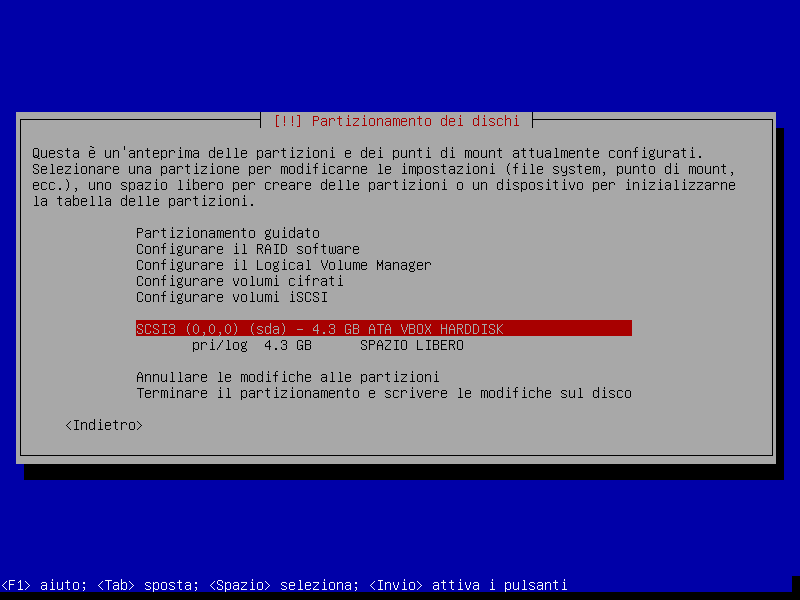 [!!] Partizionamento dei dischi
Questa è un'anteprima delle partizioni e dei punti di mount attualmente configurati.
Selezionare una partizione per modificarne le impostazioni (file system, punto di mount,
ecc.), uno spazio libero per creare delle partizioni o un dispositivo per inizializzarne
la tabella delle partizioni.
Partizionamento guidato
Configurare il RAID software
Configurare il Logical Volume Manager
Configurare volumi cifrati
Configurare volumi iSCSI
SCSI3 (0,0,0) (sda) - 4.3 GB ATA VBOX HARDDISK
pri/log 4.3 GB SPAZIO LIBERO
Annullare le modifiche alle partizioni
Terminare il partizionamento e scrivere le modifiche sul disco
<Indietro>
<F1> aiuto; <Tab> sposta; <Spazio> seleziona; <Invio> attiva i pulsanti